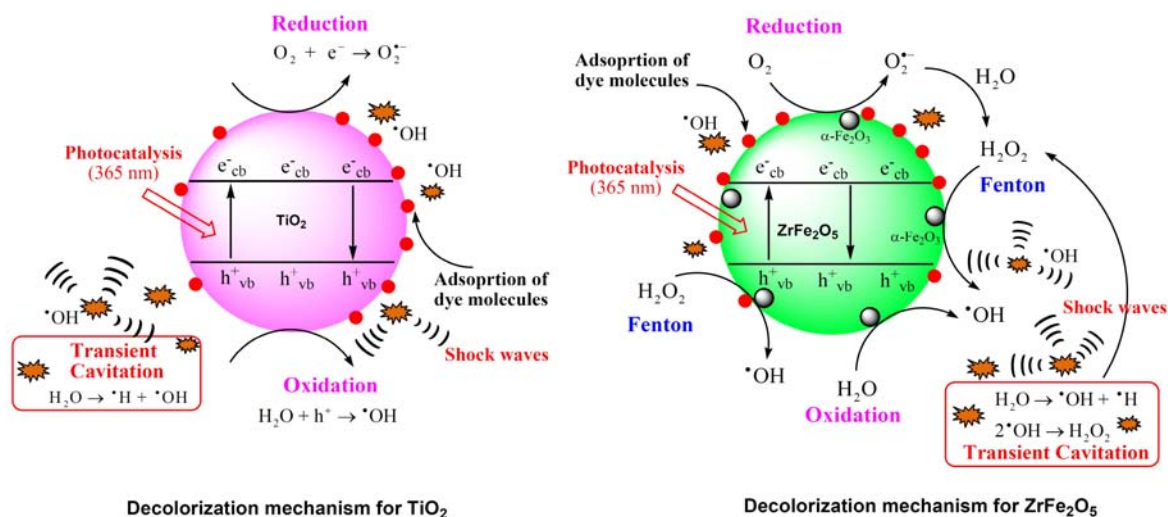 Reduction
O₂ + e⁻ → O₂•⁻
•OH
•OH
Photocatalysis
(365 nm)
e⁻cb e⁻cb e⁻cb
TiO₂
h⁺vb h⁺vb h⁺vb
Adsoprtion of
dye molecules
•OH
Shock waves
Transient
Cavitation
H₂O → •H + •OH
Oxidation
H₂O + h⁺ → •OH
Decolorization mechanism for TiO₂
Reduction
Adsoprtion of
dye molecules
O₂
O₂•⁻
H₂O
•OH
α-Fe₂O₃
H₂O₂
Fenton
Photocatalysis
(365 nm)
e⁻cb e⁻cb e⁻cb
ZrFe₂O₅
α-Fe₂O₃
h⁺vb h⁺vb h⁺vb
•OH
H₂O₂
Fenton
Shock waves
•OH
•OH
H₂O
Oxidation
H₂O → •OH + •H
2•OH → H₂O₂
Transient Cavitation
Decolorization mechanism for ZrFe₂O₅